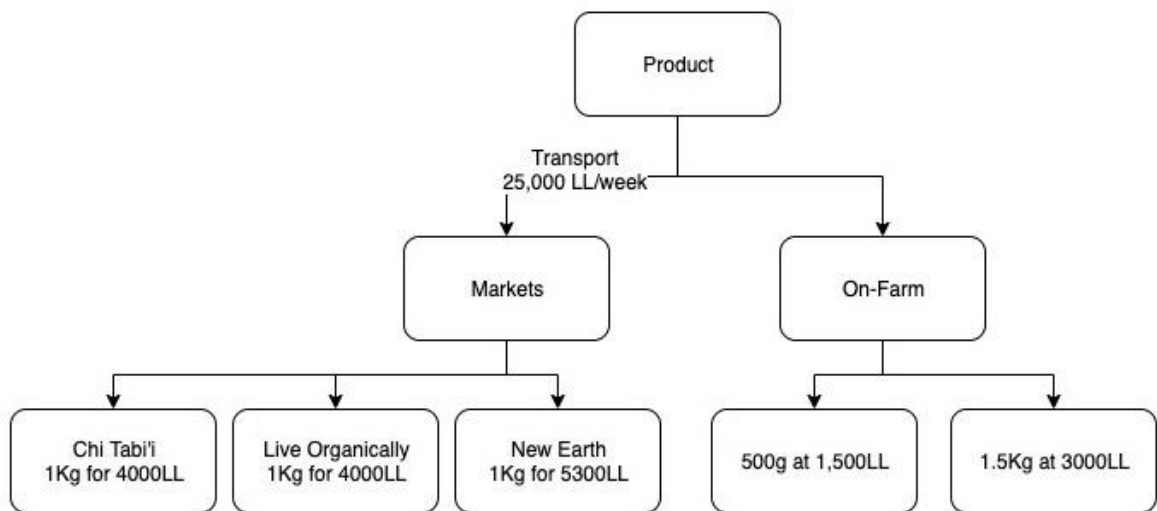 Product
Transport
25,000 LL/week
Markets
On-Farm
Chi Tabi'i
1Kg for 4000LL
Live Organically
1Kg for 4000LL
New Earth
1Kg for 5300LL
500g at 1,500LL
1.5Kg at 3000LL